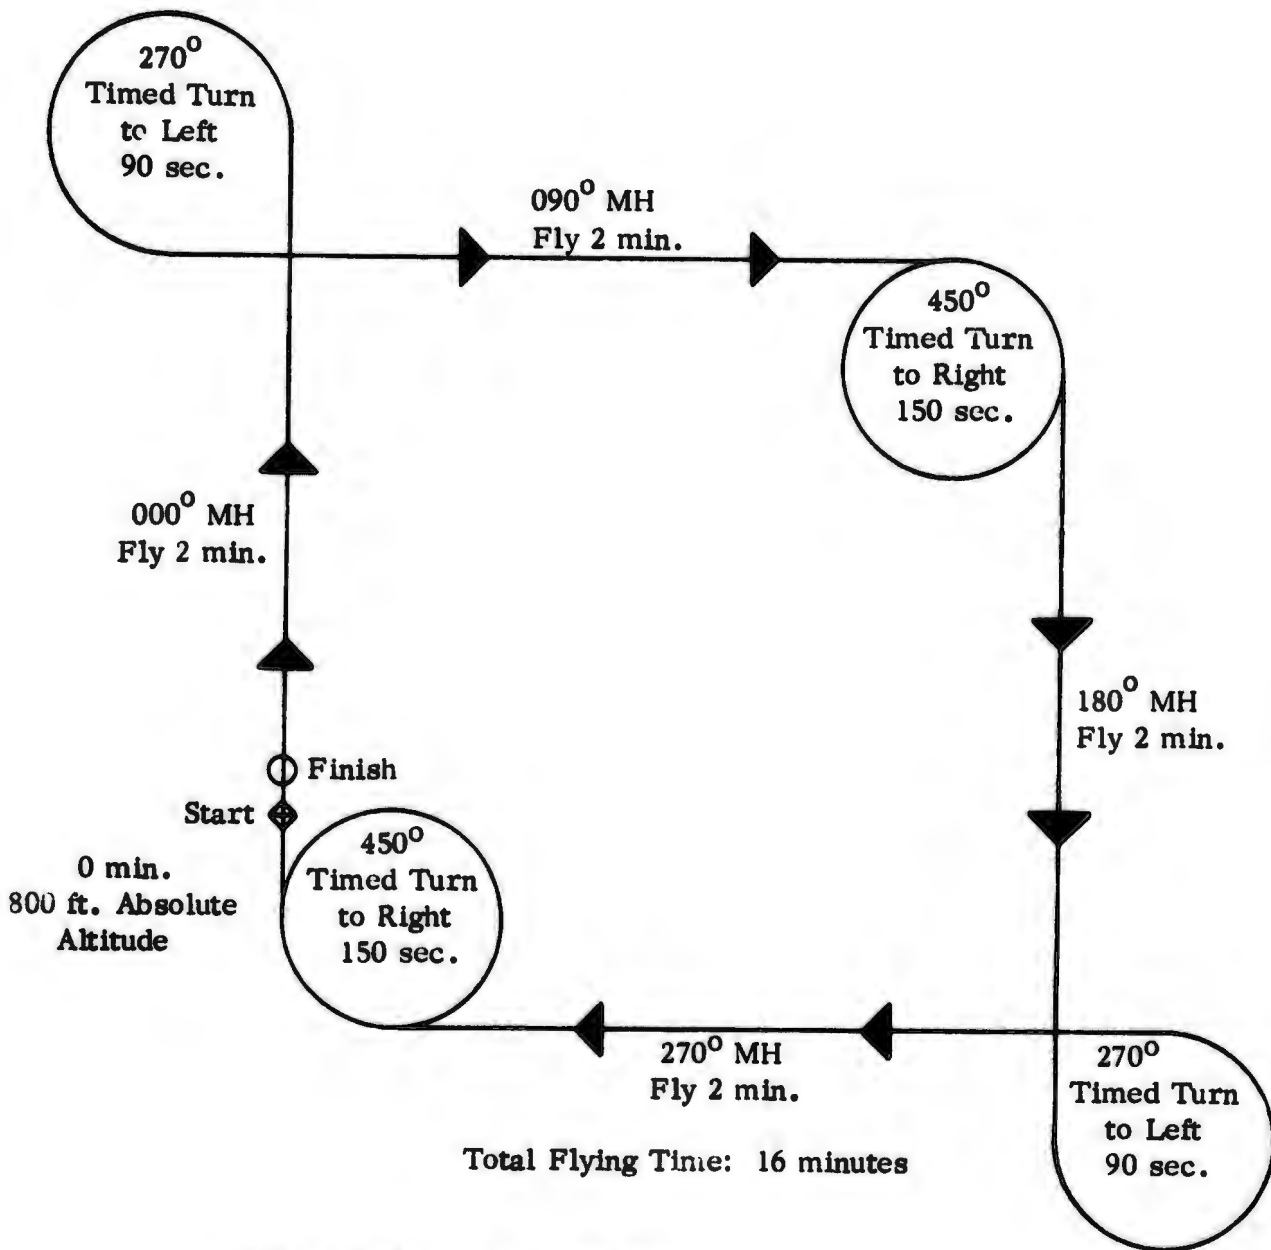 270°
Timed Turn
to Left
90 sec.
090° MH
Fly 2 min.
450°
Timed Turn
to Right
150 sec.
000° MH
Fly 2 min.
180° MH
Fly 2 min.
Finish
Start
0 min.
800 ft. Absolute
Altitude
450°
Timed Turn
to Right
150 sec.
270° MH
Fly 2 min.
270°
Timed Turn
to Left
90 sec.
Total Flying Time: 16 minutes